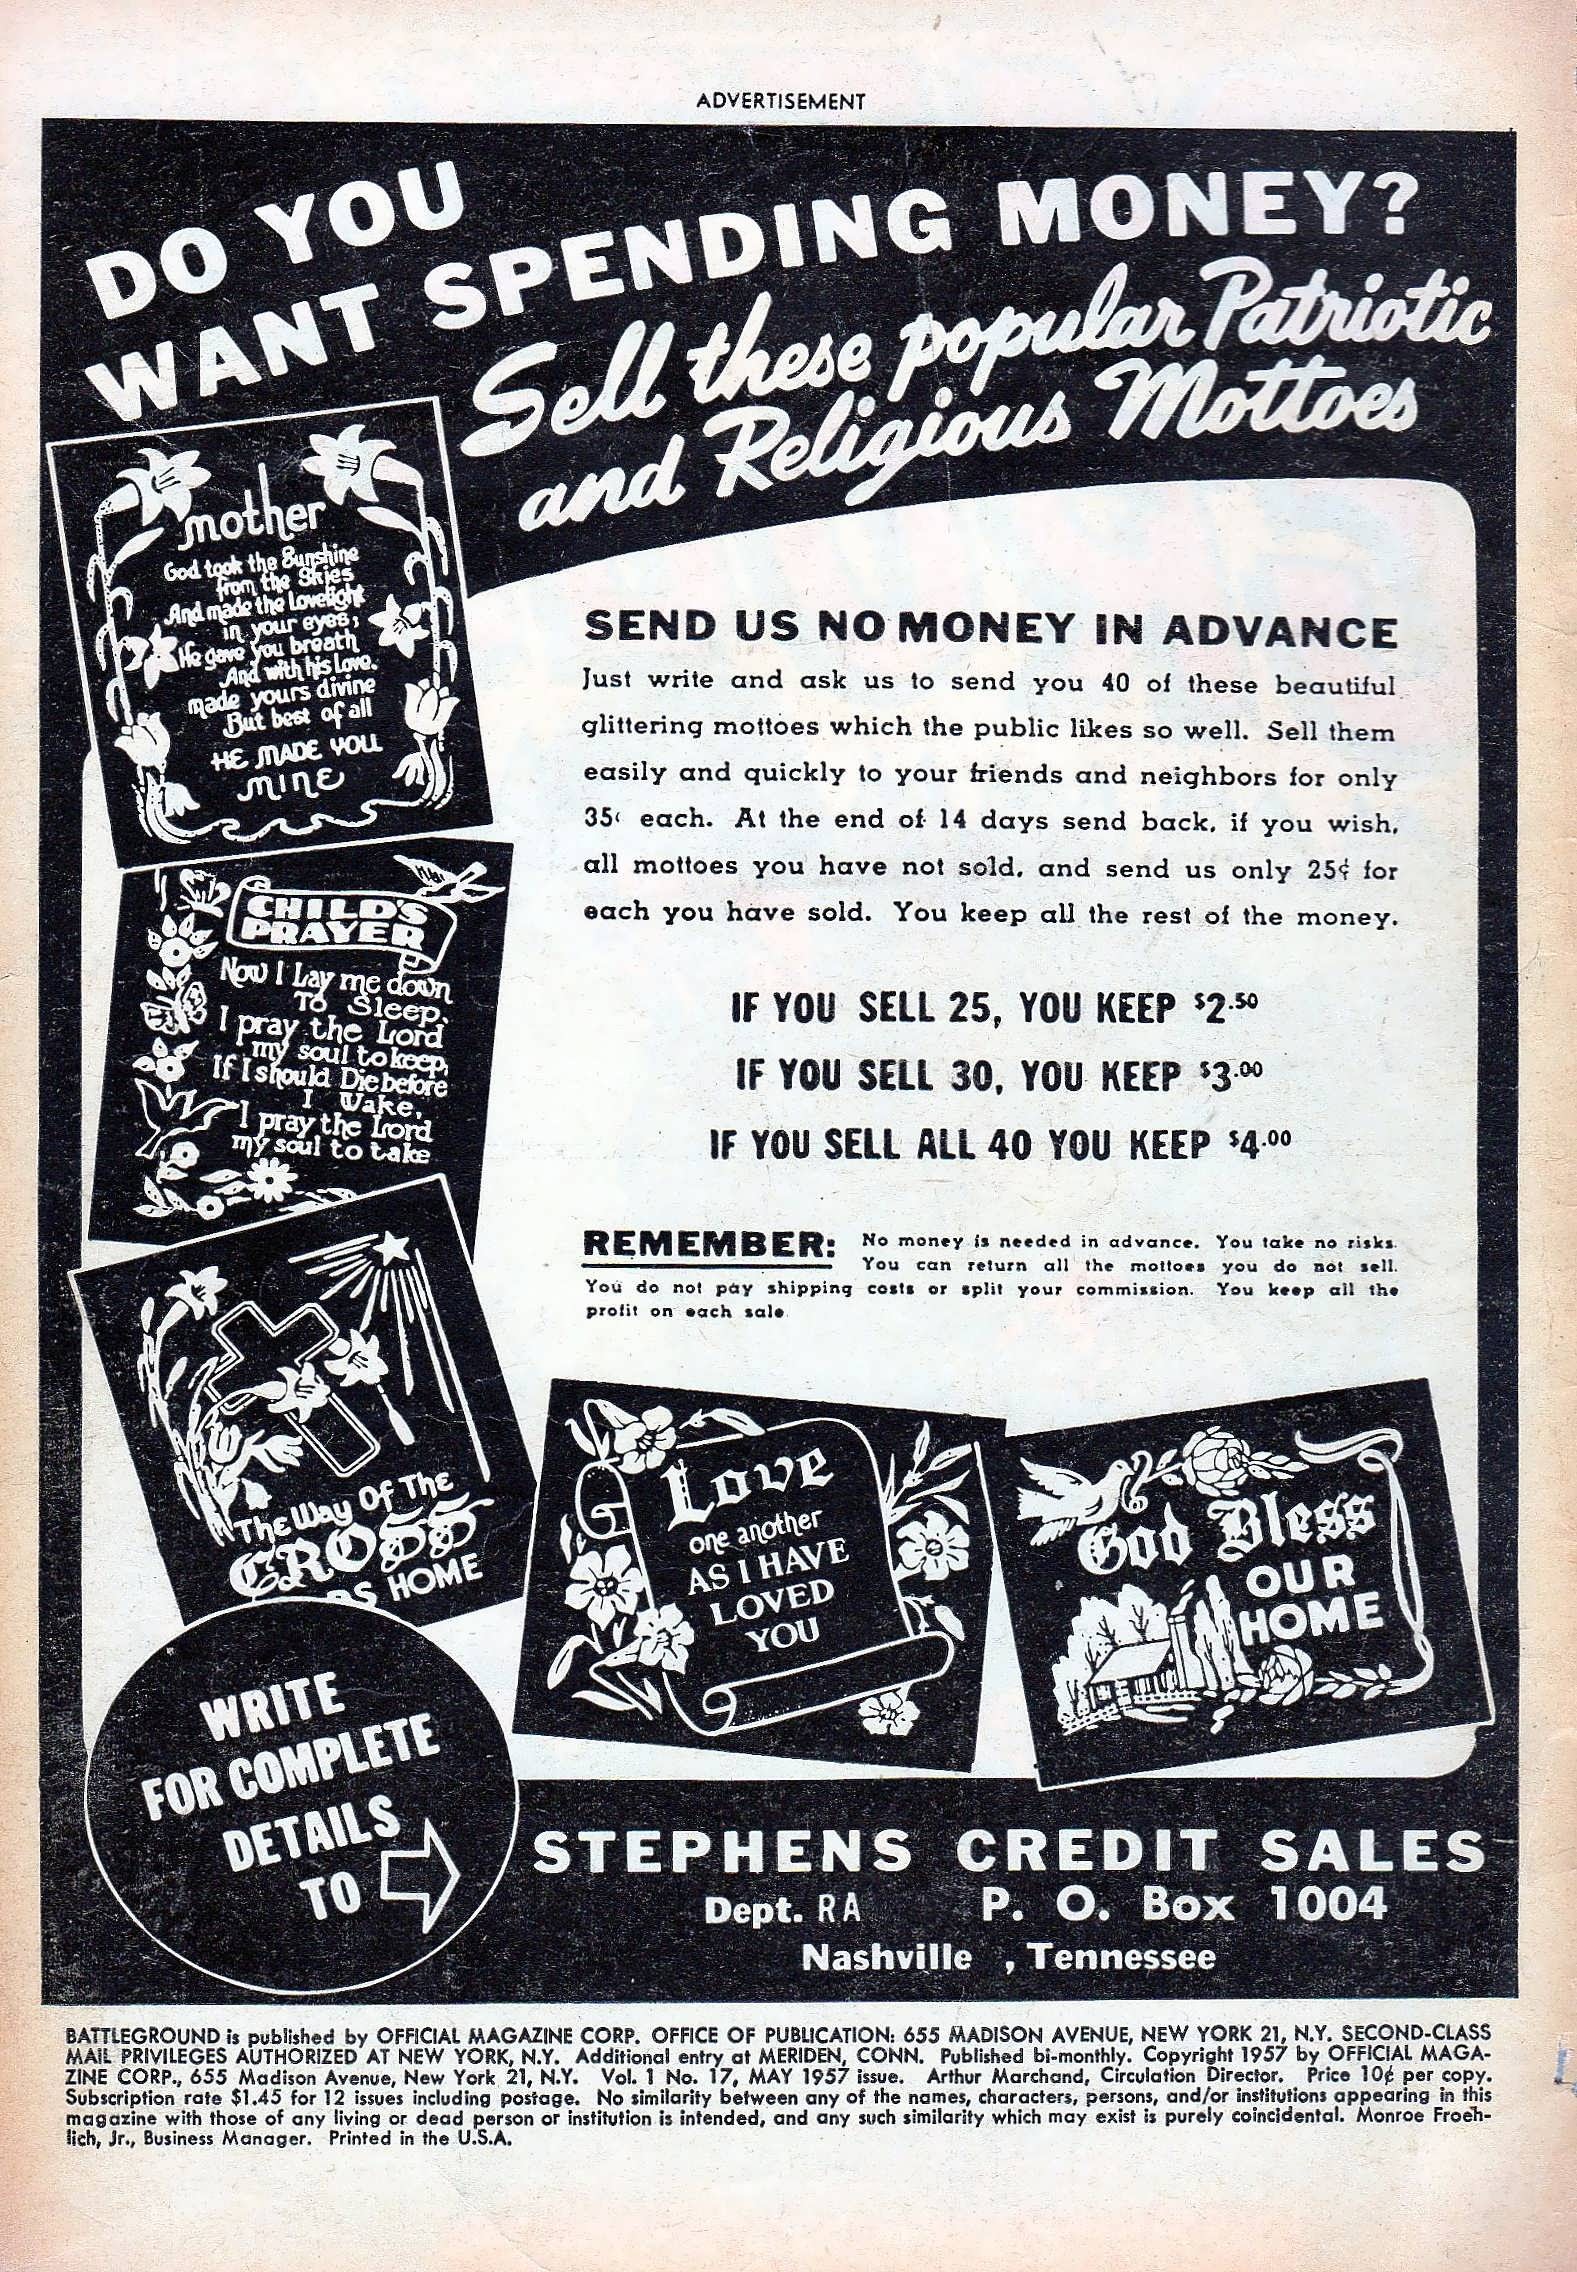 ADVERTISEMENT
DO YOU
WANT SPENDING MONEY?
Sell these popular Patriotic
and Religious Mottoes
mother
God took the Sunshine
from the Skies
And made the Lovelight
in your eyes;
He gave you breath
And with his Love.
made yours divine
But best of all
HE MADE YOU
MINE
CHILD'S
PRAYER
Now I Lay me down
To Sleep.
I pray the Lord
my soul to keep,
If I should Die before
I Wake,
I pray the Lord
my soul to take
The Way Of The
CROSS
HOME
SEND US NO MONEY IN ADVANCE
Just write and ask us to send you 40 of these beautiful
glittering mottoes which the public likes so well. Sell them
easily and quickly to your friends and neighbors for only
35¢ each. At the end of 14 days send back, if you wish,
all mottoes you have not sold, and send us only 25¢ for
each you have sold. You keep all the rest of the money.
IF YOU SELL 25, YOU KEEP $2.50
IF YOU SELL 30, YOU KEEP $3.00
IF YOU SELL ALL 40 YOU KEEP $4.00
REMEMBER: No money is needed in advance. You take no risks.
You can return all the mottoes you do not sell.
You do not pay shipping costs or split your commission. You keep all the
profit on each sale.
Love
one another
AS I HAVE
LOVED
YOU
God Bless
OUR
HOME
WRITE
FOR COMPLETE
DETAILS
TO
STEPHENS CREDIT SALES
Dept. RA P. O. Box 1004
Nashville , Tennessee
BATTLEGROUND is published by OFFICIAL MAGAZINE CORP. OFFICE OF PUBLICATION: 655 MADISON AVENUE, NEW YORK 21, N.Y. SECOND-CLASS
MAIL PRIVILEGES AUTHORIZED AT NEW YORK, N.Y. Additional entry at MERIDEN, CONN. Published bi-monthly. Copyright 1957 by OFFICIAL MAGA-
ZINE CORP., 655 Madison Avenue, New York 21, N.Y. Vol. 1 No. 17, MAY 1957 issue. Arthur Marchand, Circulation Director. Price 10¢ per copy.
Subscription rate $1.45 for 12 issues including postage. No similarity between any of the names, characters, persons, and/or institutions appearing in this
magazine with those of any living or dead person or institution is intended, and any such similarity which may exist is purely coincidental. Monroe Froeh-
lich, Jr., Business Manager. Printed in the U.S.A.